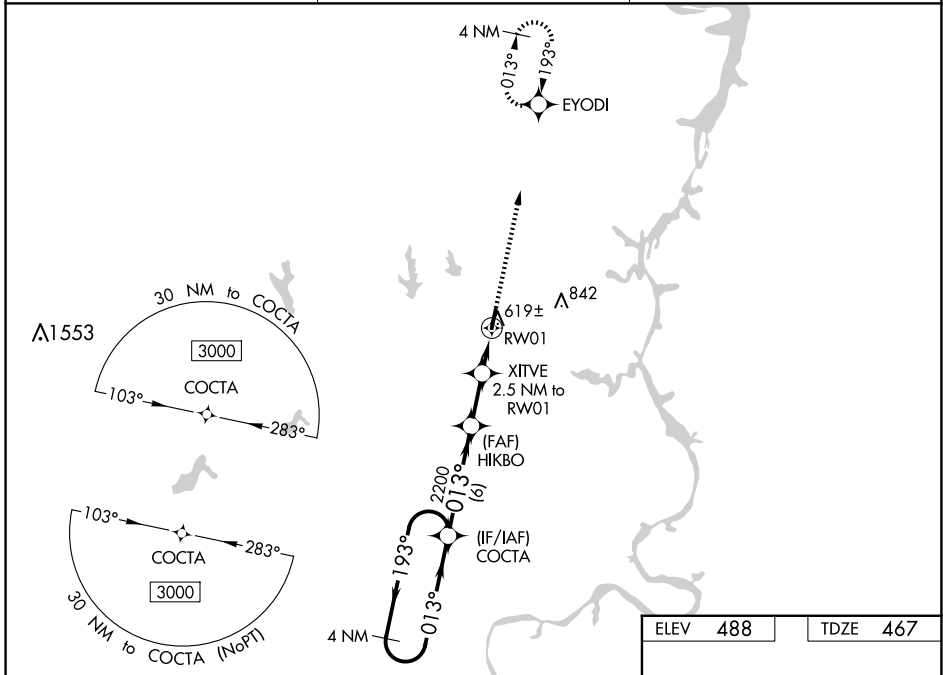 4 NM
013°
193°
EYODI
30 NM to COCTA
1553
3000
COCTA
103°
283°
619±
842
RW01
XITVE
2.5 NM to
RW01
(FAF)
HIKBO
2200
013°
(6)
(IF/IAF)
COCTA
193°
013°
4 NM
103°
283°
COCTA
3000
30 NM to COCTA (NoPT)
ELEV 488
TDZE 467